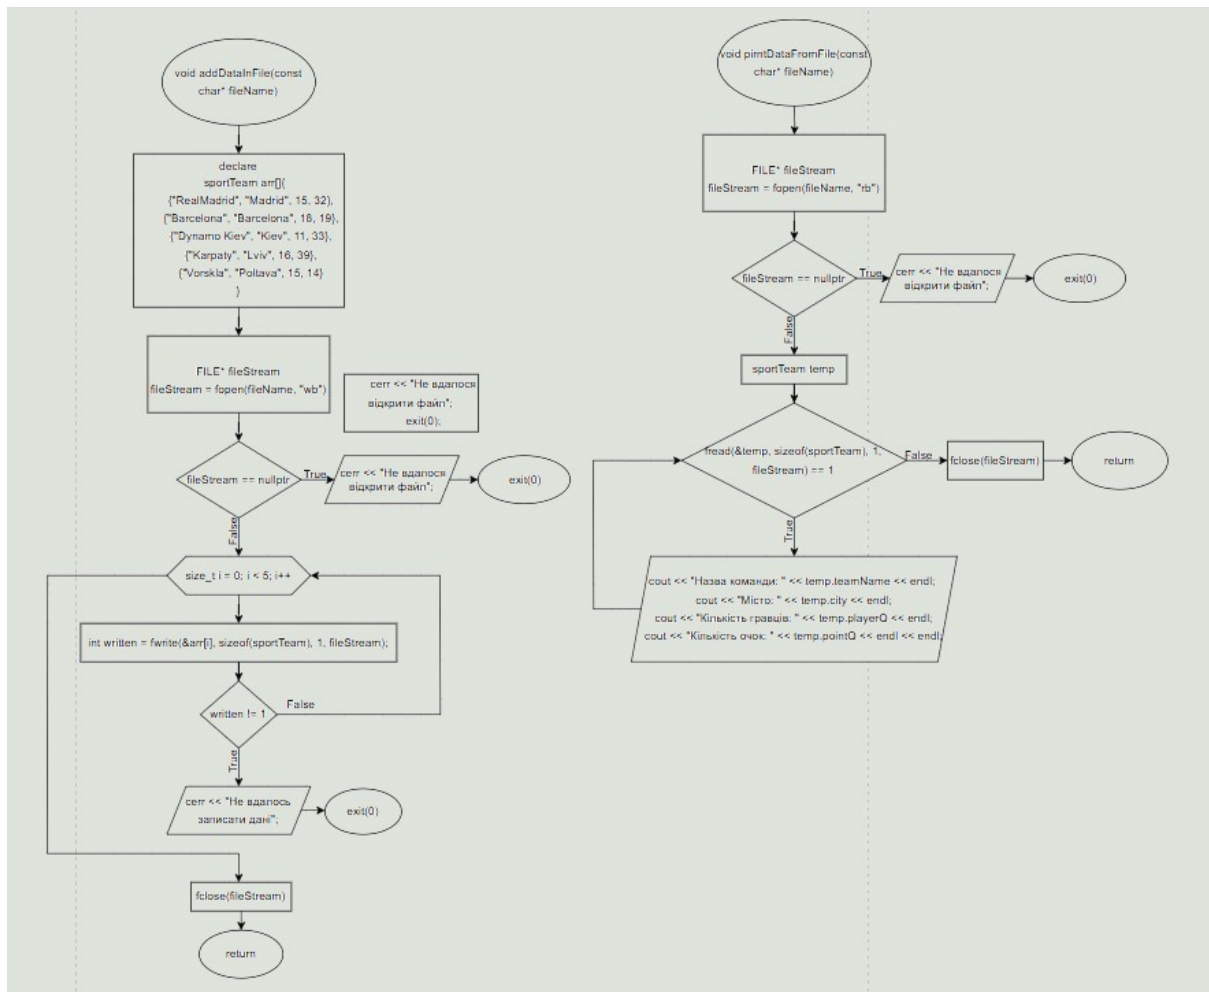 void addDataInFile(const
char* fileName)
declare
sportTeam arr[]{
{"RealMadrid", "Madrid", 15, 32},
{"Barcelona", "Barcelona", 18, 19},
{"Dynamo Kiev", "Kiev", 11, 33},
{"Karpaty", "Lviv", 16, 39},
{"Vorskla", "Poltava", 15, 14}
}
FILE* fileStream
fileStream = fopen(fileName, "wb")
cerr << "Не вдалося
відкрити файл";
exit(0);
fileStream == nullptr
True
cerr << "Не вдалося
відкрити файл";
exit(0)
False
size_t i = 0; i < 5; i++
int written = fwrite(&arr[i], sizeof(sportTeam), 1, fileStream);
written != 1
False
True
cerr << "Не вдалось
записати дані";
exit(0)
fclose(fileStream)
return
void pirntDataFromFile(const
char* fileName)
FILE* fileStream
fileStream = fopen(fileName, "rb")
fileStream == nullptr
True
cerr << "Не вдалося
відкрити файл";
exit(0)
False
sportTeam temp
fread(&temp, sizeof(sportTeam), 1,
fileStream) == 1
False
fclose(fileStream)
return
True
cout << "Назва команди: " << temp.teamName << endl;
cout << "Місто: " << temp.city << endl;
cout << "Кількість гравців: " << temp.playerQ << endl;
cout << "Кількість очок: " << temp.pointQ << endl << endl;